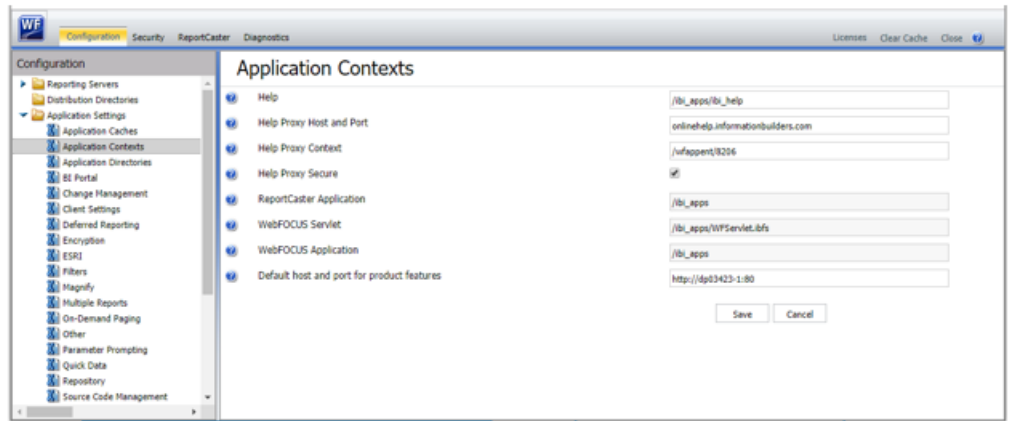 WF
Configuration Security ReportCaster Diagnostics
Licenses Clear Cache Close
Configuration
Reporting Servers
Distribution Directories
Application Settings
Application Caches
Application Contexts
Application Directories
BI Portal
Change Management
Client Settings
Deferred Reporting
Encryption
ESRI
Filters
Magnify
Multiple Reports
On-Demand Paging
Other
Parameter Prompting
Quick Data
Repository
Source Code Management
Application Contexts
Help /ibi_apps/ibi_help
Help Proxy Host and Port onlinehelp.informationbuilders.com
Help Proxy Context /wfappent/8206
Help Proxy Secure
ReportCaster Application /ibi_apps
WebFOCUS Servlet /ibi_apps/WFServlet.ibfs
WebFOCUS Application /ibi_apps
Default host and port for product features http://dp03423-1:80
Save Cancel